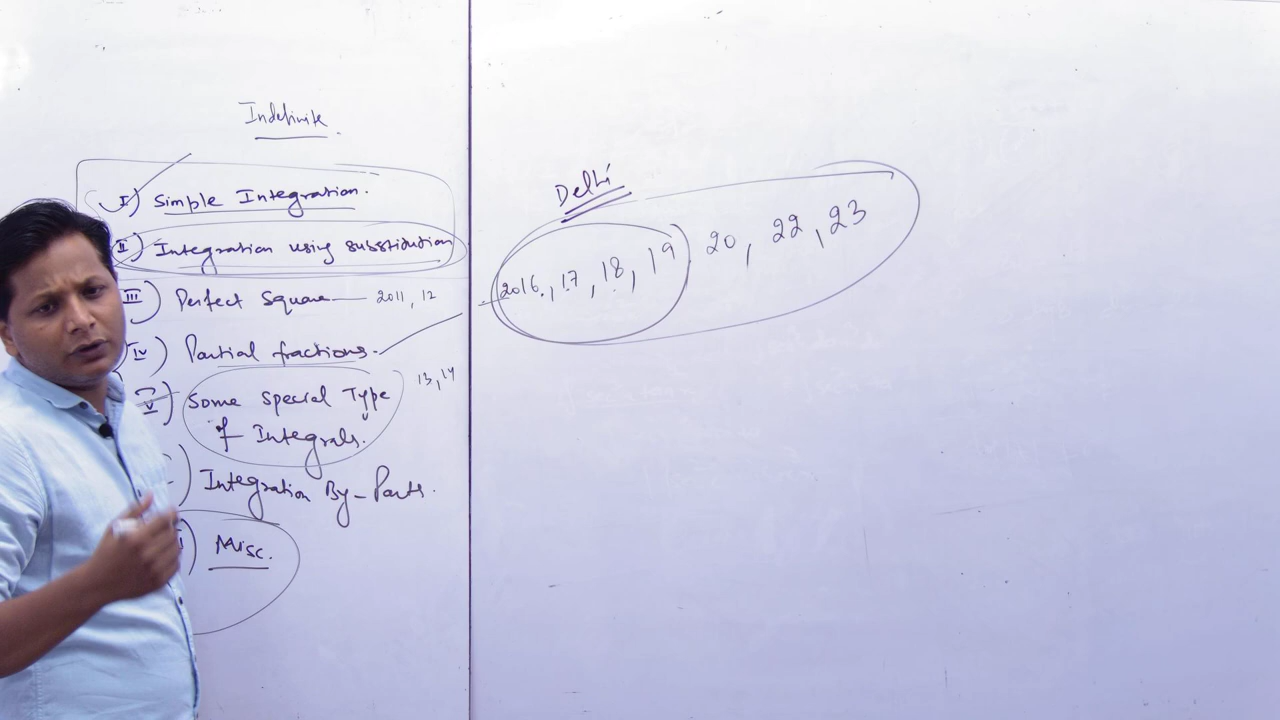 Indefinite.
I) Simple Integration.
II) Integration using substitution
III) Perfect Square — 2011, 12
IV) Partial fractions.
V) Some Special Type
of Integrals.
13, 14
) Integration By-Parts.
) Misc.
Delhi
2016, 17, 18, 19) 20, 22, 23